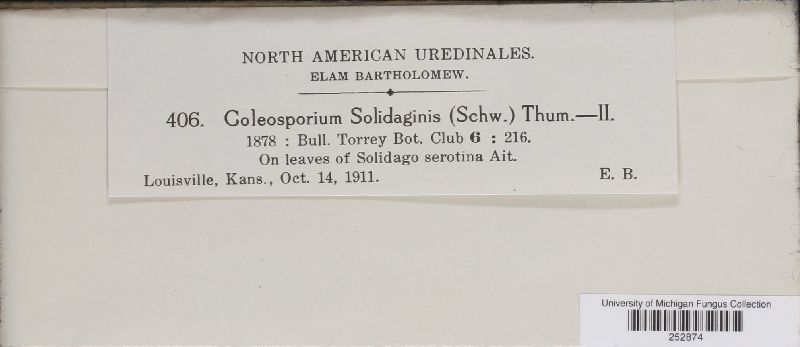 NORTH AMERICAN UREDINALES.
ELAM BARTHOLOMEW.
406. Coleosporium Solidaginis (Schw.) Thum.—II.
1878 : Bull. Torrey Bot. Club 6 : 216.
On leaves of Solidago serotina Ait.
Louisville, Kans., Oct. 14, 1911. E. B.
University of Michigan Fungus Collection
252874